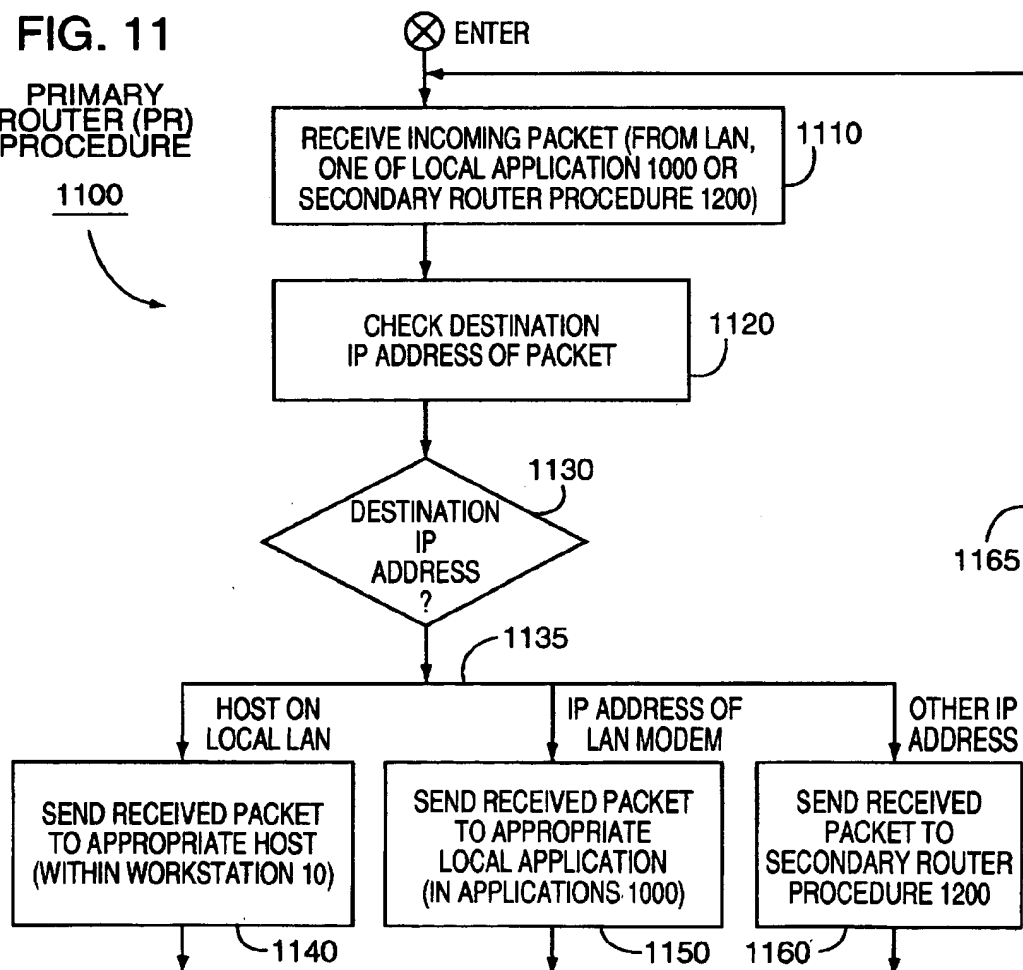 FIG. 11
PRIMARY
ROUTER (PR)
PROCEDURE
1100
ENTER
RECEIVE INCOMING PACKET (FROM LAN,
ONE OF LOCAL APPLICATION 1000 OR
SECONDARY ROUTER PROCEDURE 1200)
1110
CHECK DESTINATION
IP ADDRESS OF PACKET
1120
DESTINATION
IP
ADDRESS
?
1130
1165
1135
HOST ON
LOCAL LAN
IP ADDRESS OF
LAN MODEM
OTHER IP
ADDRESS
SEND RECEIVED PACKET
TO APPROPRIATE HOST
(WITHIN WORKSTATION 10)
1140
SEND RECEIVED PACKET
TO APPROPRIATE
LOCAL APPLICATION
(IN APPLICATIONS 1000)
1150
SEND RECEIVED
PACKET TO
SECONDARY ROUTER
PROCEDURE 1200
1160